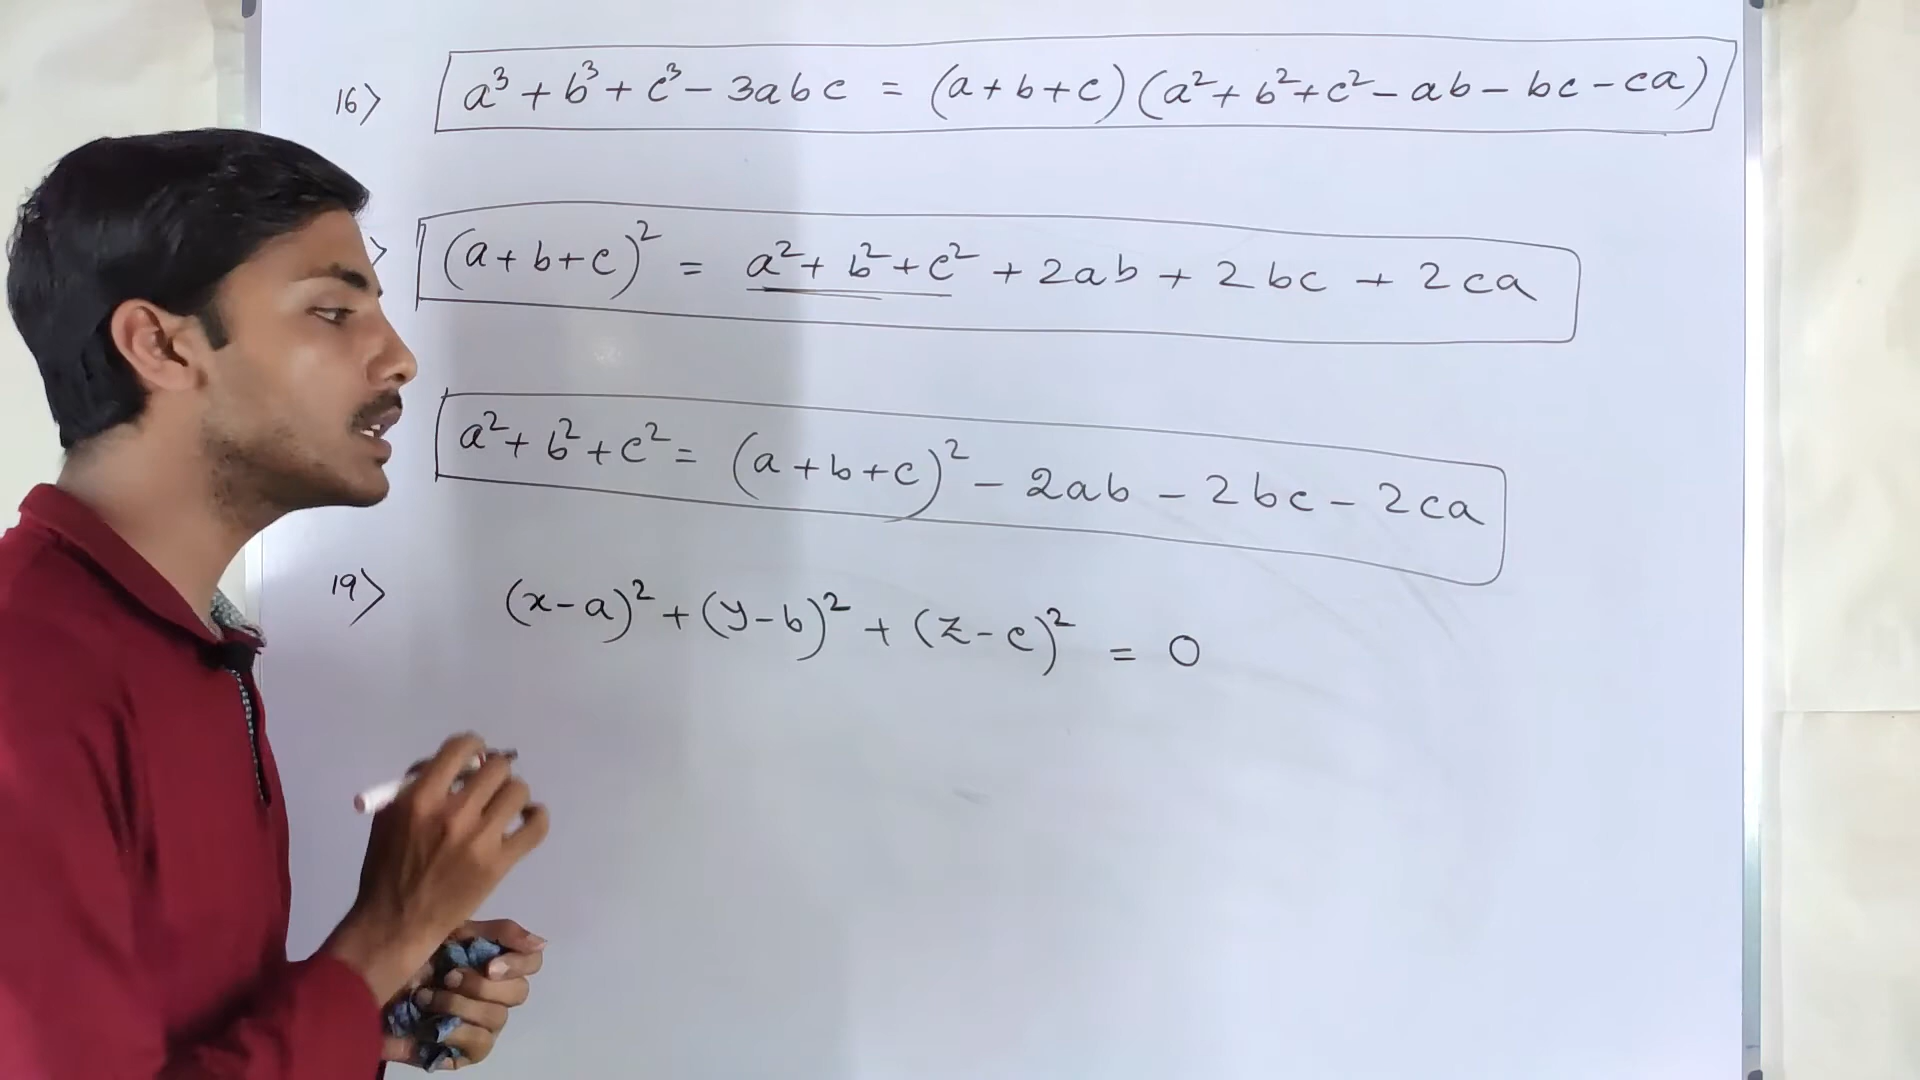 16) a³ + b³ + c³ - 3abc = (a+b+c)(a²+b²+c²-ab-bc-ca)
) (a+b+c)² = a²+b²+c² + 2ab + 2bc + 2ca
a²+b²+c² = (a+b+c)² - 2ab - 2bc - 2ca
19) (x-a)² + (y-b)² + (z-c)² = 0